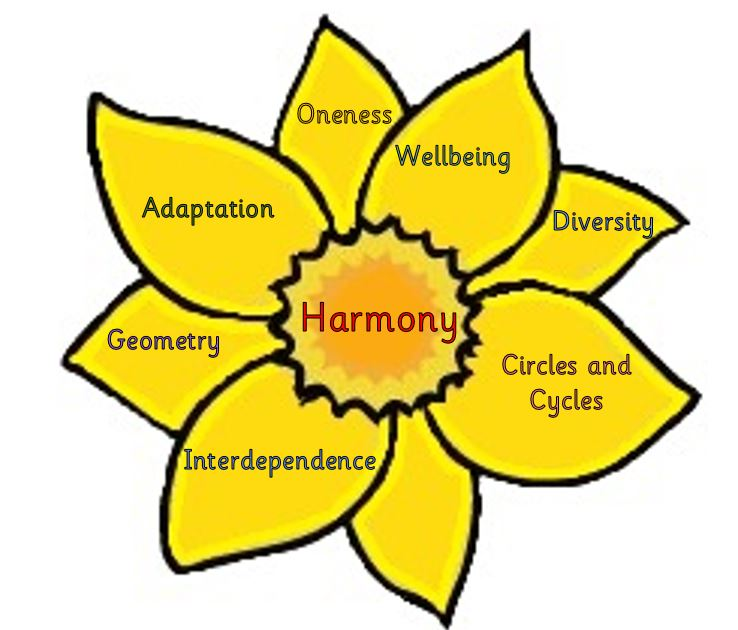 Oneness
Wellbeing
Adaptation
Diversity
Harmony
Geometry
Circles and
Cycles
Interdependence